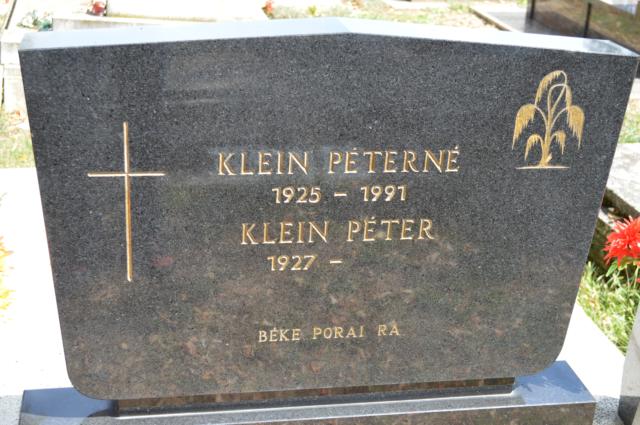 KLEIN PÉTERNÉ
1925 - 1991
KLEIN PÉTER
1927 -
BÉKE PORAI RA